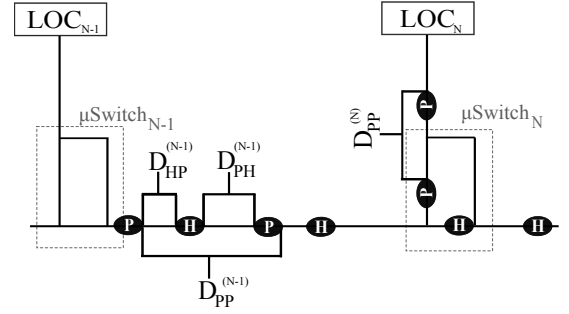 LOC_N-1
LOC_N
μSwitch_N-1
μSwitch_N
D_HP^(N-1)
D_PH^(N-1)
D_PP^(N)
P
P
P
H
P
H
H
H
D_PP^(N-1)